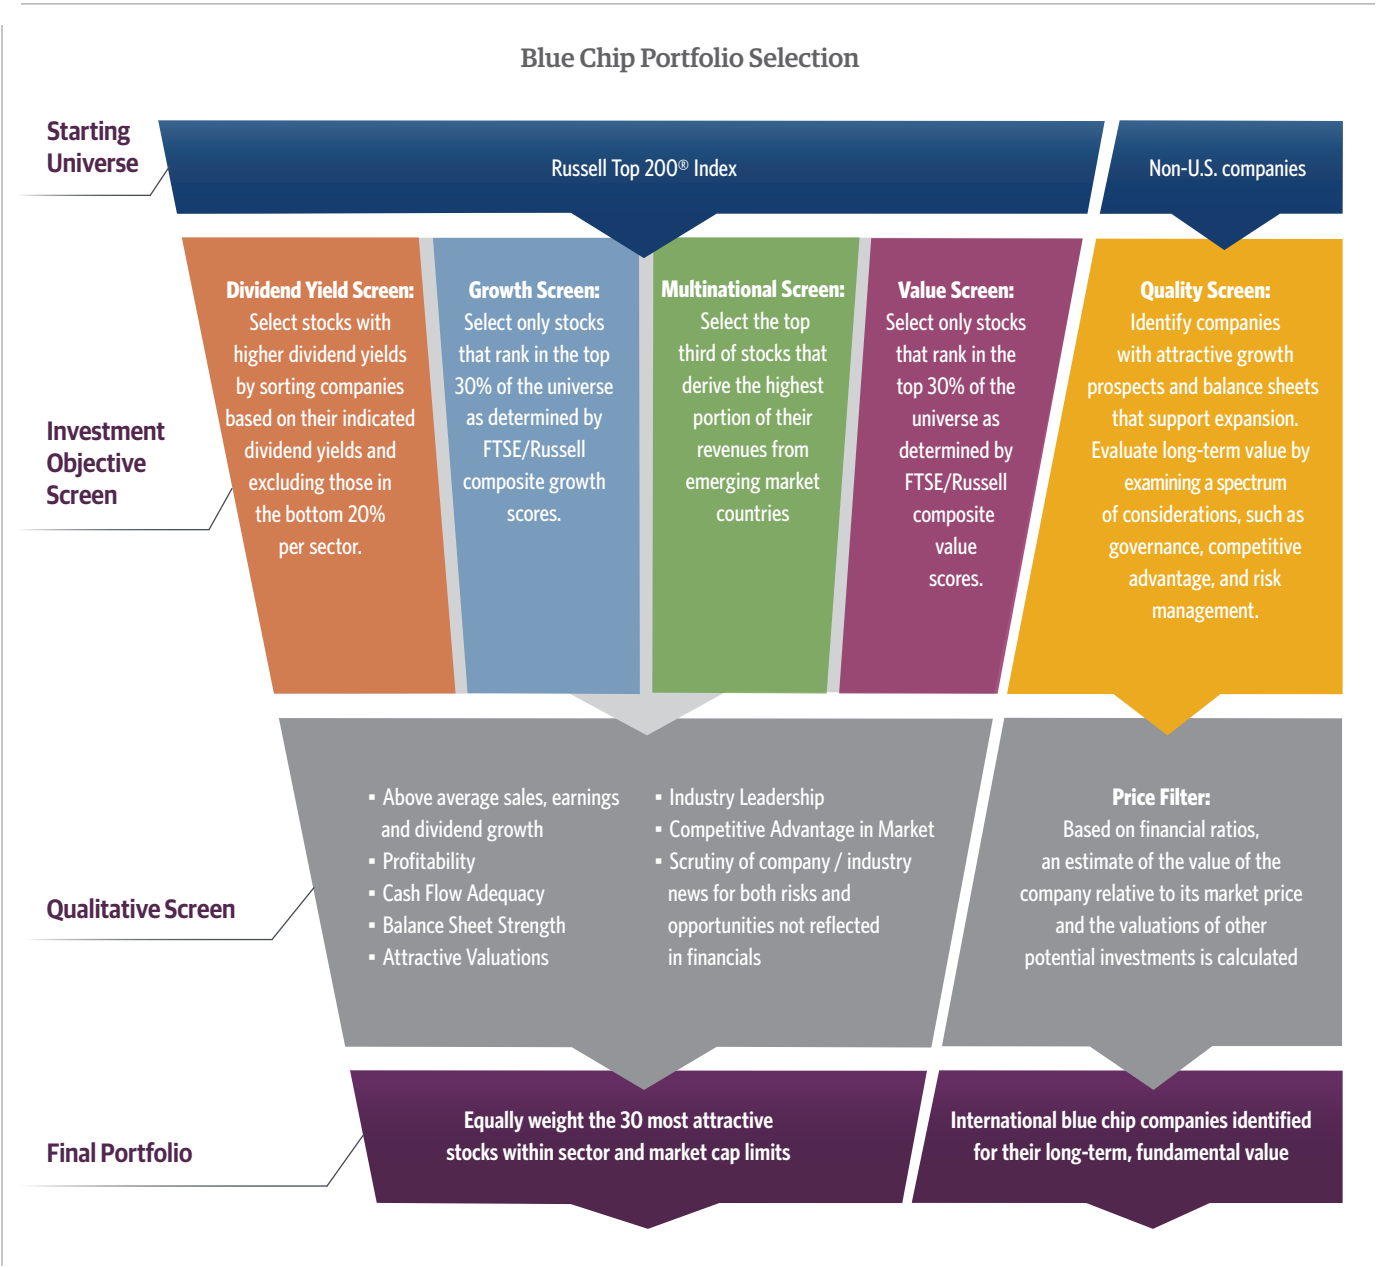 Blue Chip Portfolio Selection
Starting
Universe
Russell Top 200® Index
Non-U.S. companies
Investment
Objective
Screen
Dividend Yield Screen:
Select stocks with
higher dividend yields
by sorting companies
based on their indicated
dividend yields and
excluding those in
the bottom 20%
per sector.
Growth Screen:
Select only stocks
that rank in the top
30% of the universe
as determined by
FTSE/Russell
composite growth
scores.
Multinational Screen:
Select the top
third of stocks that
derive the highest
portion of their
revenues from
emerging market
countries
Value Screen:
Select only stocks
that rank in the
top 30% of the
universe as
determined by
FTSE/Russell
composite
value
scores.
Quality Screen:
Identify companies
with attractive growth
prospects and balance sheets
that support expansion.
Evaluate long-term value by
examining a spectrum
of considerations, such as
governance, competitive
advantage, and risk
management.
Qualitative Screen
▪ Above average sales, earnings
and dividend growth
▪ Profitability
▪ Cash Flow Adequacy
▪ Balance Sheet Strength
▪ Attractive Valuations
▪ Industry Leadership
▪ Competitive Advantage in Market
▪ Scrutiny of company / industry
news for both risks and
opportunities not reflected
in financials
Price Filter:
Based on financial ratios,
an estimate of the value of the
company relative to its market price
and the valuations of other
potential investments is calculated
Final Portfolio
Equally weight the 30 most attractive
stocks within sector and market cap limits
International blue chip companies identified
for their long-term, fundamental value